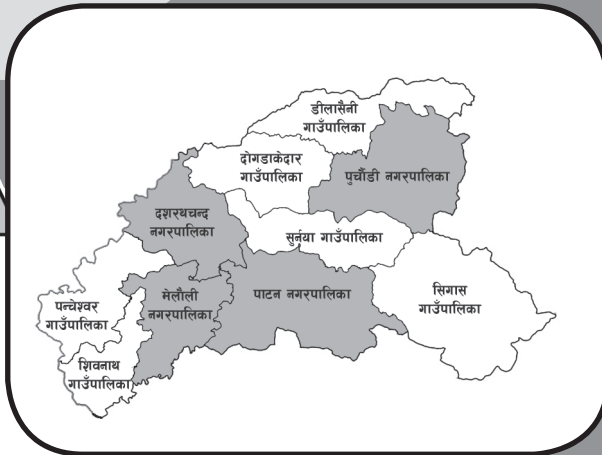 डीलासैनी
गाउँपालिका
दोगडाकेदार
गाउँपालिका
पुर्चौडी नगरपालिका
दशरथचन्द
नगरपालिका
सुर्नया गाउँपालिका
पन्चेश्वर
गाउँपालिका
मेलौली
नगरपालिका
पाटन नगरपालिका
सिगास
गाउँपालिका
शिवनाथ
गाउँपालिका